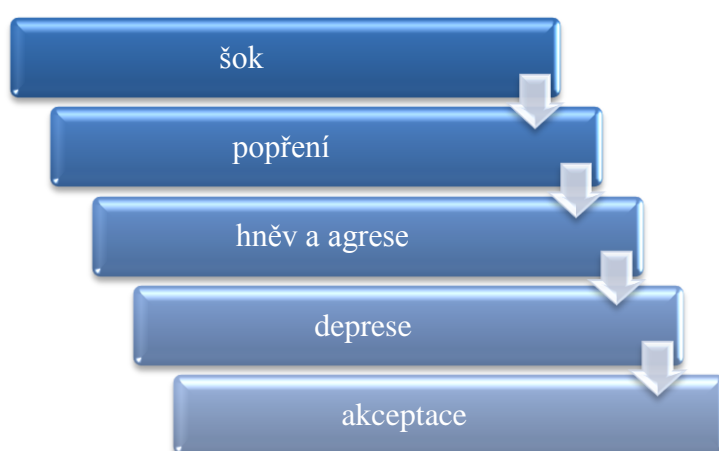 šok
popření
hněv a agrese
deprese
akceptace